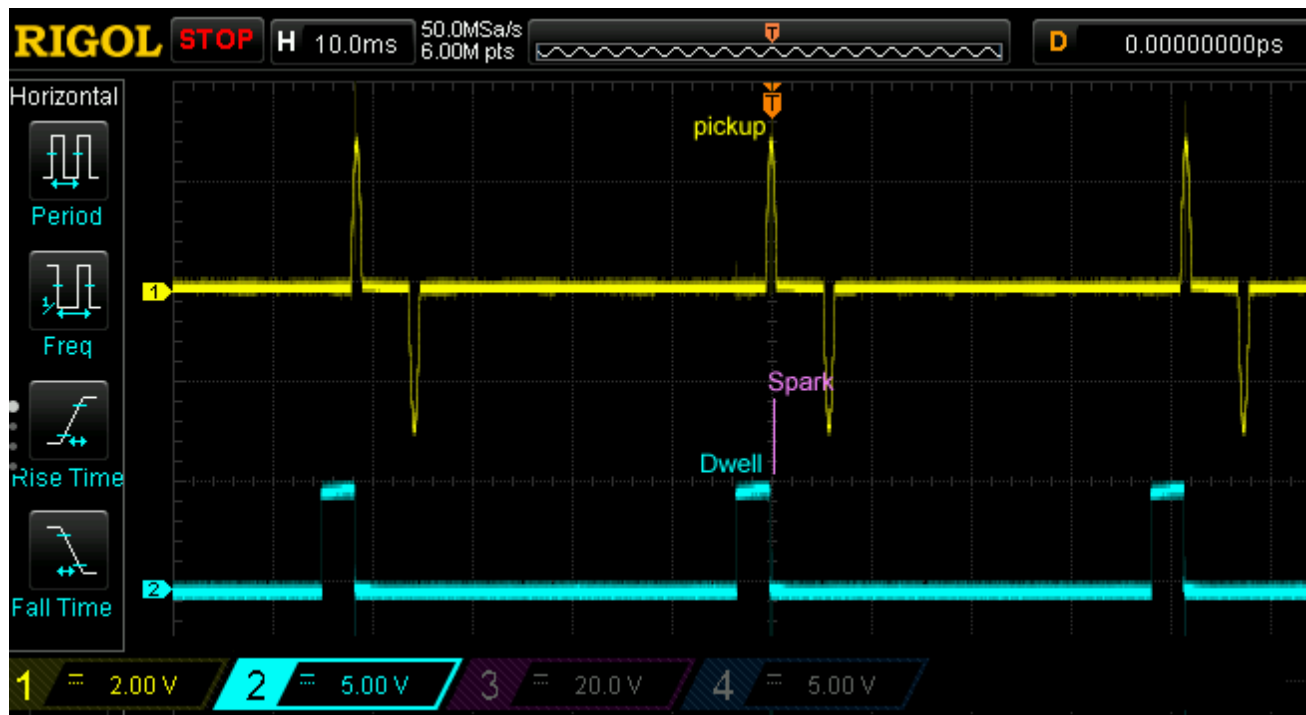 RIGOL STOP H 10.0ms 50.0MSa/s D 0.00000000ps
6.00M pts
T
Horizontal
T
pickup
Period
1
Freq
Spark
Rise Time
Dwell
2
Fall Time
1 2.00 V 2 5.00 V 3 20.0 V 4 5.00 V